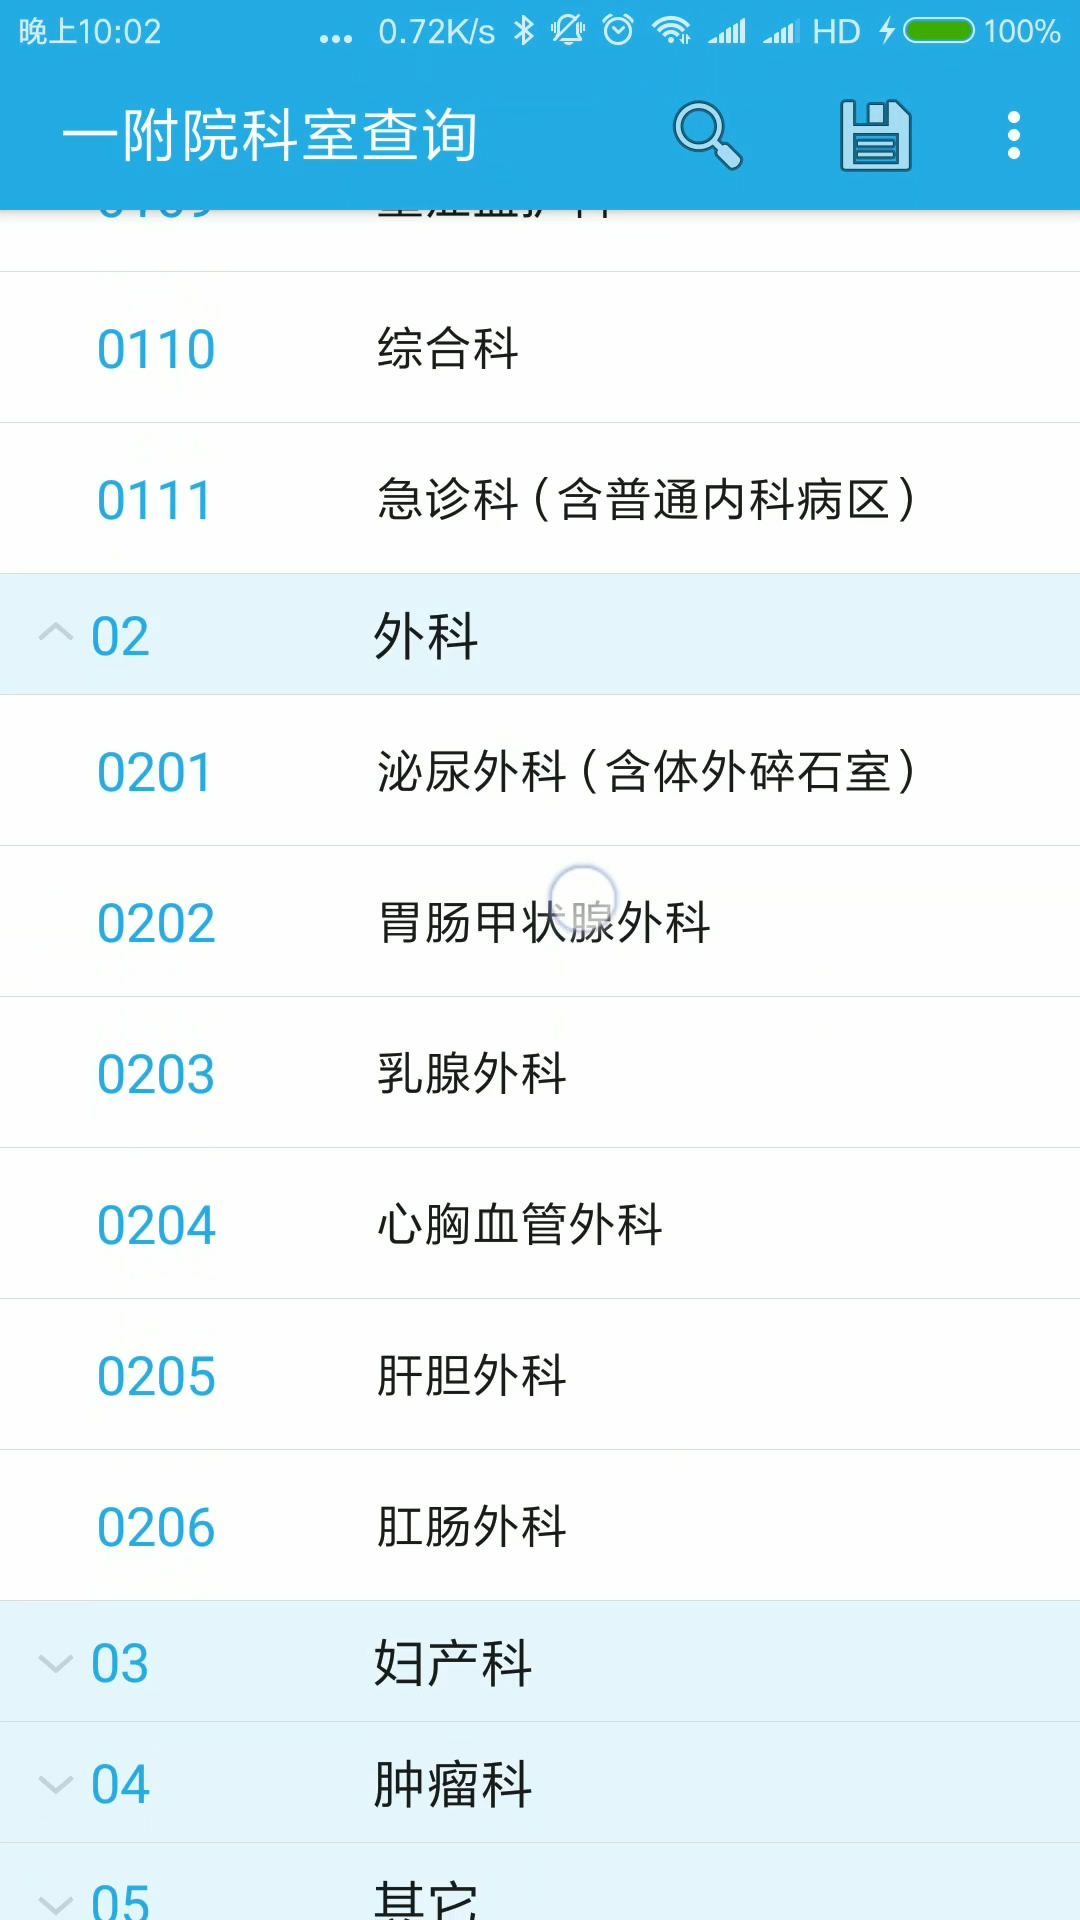 晚上10:02 ... 0.72K/s HD 100%
一附院科室查询
0110 综合科
0111 急诊科（含普通内科病区）
02 外科
0201 泌尿外科（含体外碎石室）
0202 胃肠甲状腺外科
0203 乳腺外科
0204 心胸血管外科
0205 肝胆外科
0206 肛肠外科
03 妇产科
04 肿瘤科
05 其它